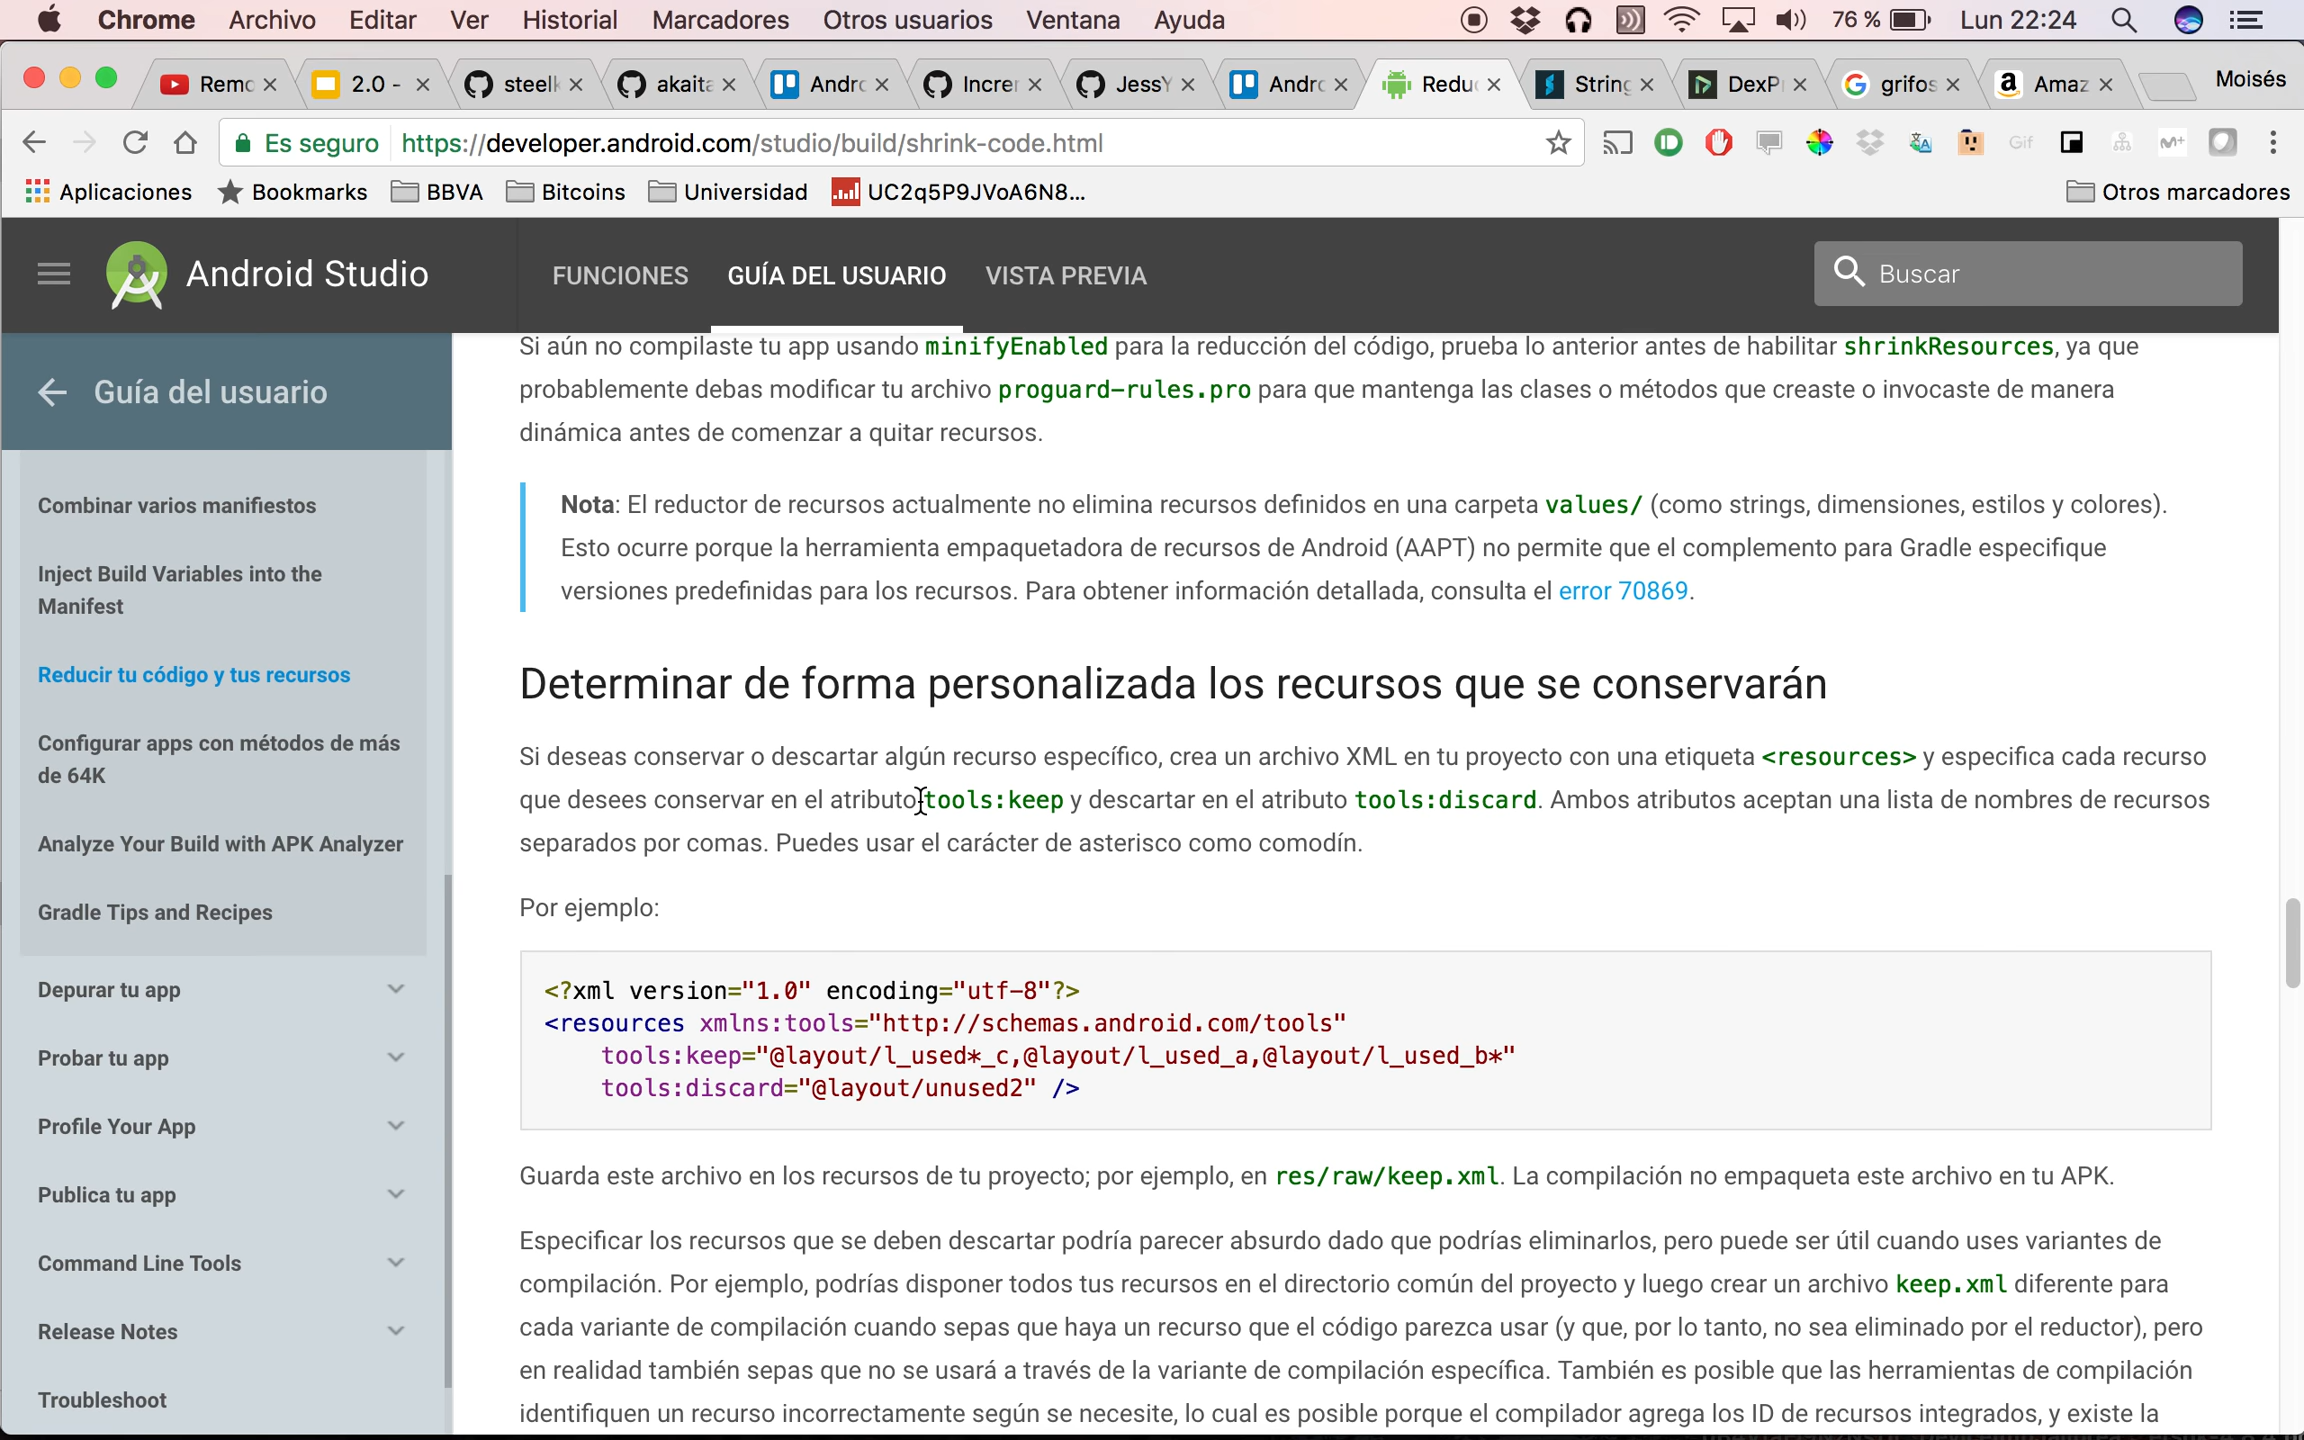 Chrome Archivo Editar Ver Historial Marcadores Otros usuarios Ventana Ayuda 76 % Lun 22:24
Remo 2.0 - steelk akaita Andro Increr JessY Andro Reduc String DexP grifos Amaz Moisés
Es seguro https://developer.android.com/studio/build/shrink-code.html
Aplicaciones Bookmarks BBVA Bitcoins Universidad UC2q5P9JVoA6N8... Otros marcadores
Android Studio FUNCIONES GUÍA DEL USUARIO VISTA PREVIA Buscar
Guía del usuario
Combinar varios manifiestos
Inject Build Variables into the
Manifest
Reducir tu código y tus recursos
Configurar apps con métodos de más
de 64K
Analyze Your Build with APK Analyzer
Gradle Tips and Recipes
Depurar tu app
Probar tu app
Profile Your App
Publica tu app
Command Line Tools
Release Notes
Troubleshoot
Si aún no compilaste tu app usando minifyEnabled para la reducción del código, prueba lo anterior antes de habilitar shrinkResources, ya que
probablemente debas modificar tu archivo proguard-rules.pro para que mantenga las clases o métodos que creaste o invocaste de manera
dinámica antes de comenzar a quitar recursos.
Nota: El reductor de recursos actualmente no elimina recursos definidos en una carpeta values/ (como strings, dimensiones, estilos y colores).
Esto ocurre porque la herramienta empaquetadora de recursos de Android (AAPT) no permite que el complemento para Gradle especifique
versiones predefinidas para los recursos. Para obtener información detallada, consulta el error 70869.
Determinar de forma personalizada los recursos que se conservarán
Si deseas conservar o descartar algún recurso específico, crea un archivo XML en tu proyecto con una etiqueta <resources> y especifica cada recurso
que desees conservar en el atributo tools:keep y descartar en el atributo tools:discard. Ambos atributos aceptan una lista de nombres de recursos
separados por comas. Puedes usar el carácter de asterisco como comodín.
Por ejemplo:
<?xml version="1.0" encoding="utf-8"?>
<resources xmlns:tools="http://schemas.android.com/tools"
tools:keep="@layout/l_used*_c,@layout/l_used_a,@layout/l_used_b*"
tools:discard="@layout/unused2" />
Guarda este archivo en los recursos de tu proyecto; por ejemplo, en res/raw/keep.xml. La compilación no empaqueta este archivo en tu APK.
Especificar los recursos que se deben descartar podría parecer absurdo dado que podrías eliminarlos, pero puede ser útil cuando uses variantes de
compilación. Por ejemplo, podrías disponer todos tus recursos en el directorio común del proyecto y luego crear un archivo keep.xml diferente para
cada variante de compilación cuando sepas que haya un recurso que el código parezca usar (y que, por lo tanto, no sea eliminado por el reductor), pero
en realidad también sepas que no se usará a través de la variante de compilación específica. También es posible que las herramientas de compilación
identifiquen un recurso incorrectamente según se necesite, lo cual es posible porque el compilador agrega los ID de recursos integrados, y existe la